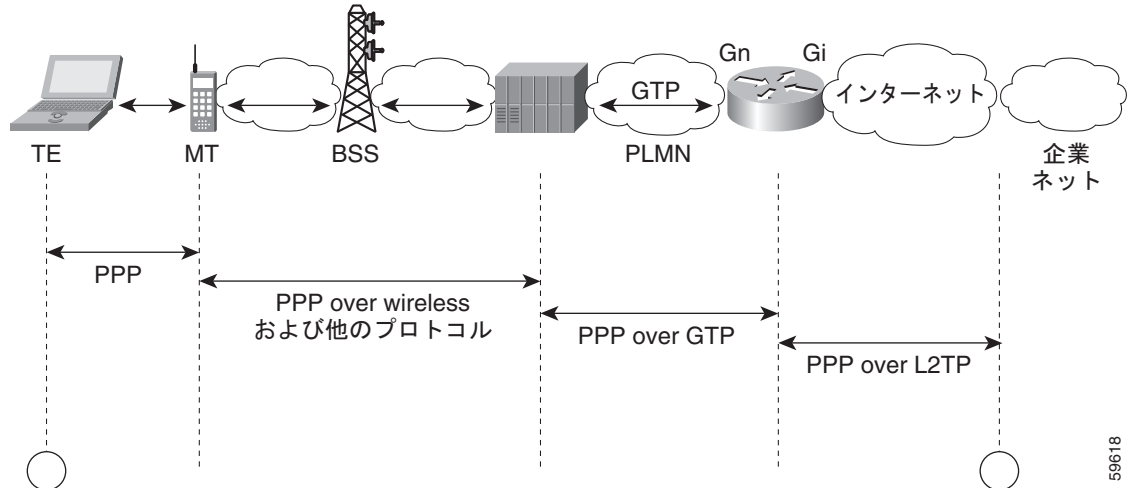 Gn
Gi
GTP
インターネット
TE
MT
BSS
PLMN
企業
ネット
PPP
PPP over wireless
および他のプロトコル
PPP over GTP
PPP over L2TP
59618